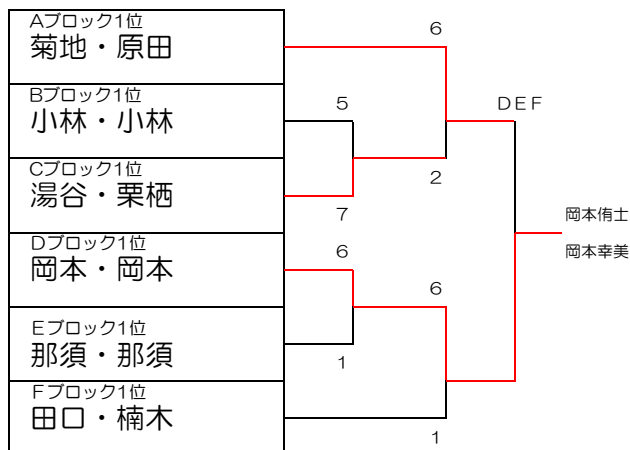 Aブロック1位
菊地・原田
Bブロック1位
小林・小林
Cブロック1位
湯谷・栗栖
Dブロック1位
岡本・岡本
Eブロック1位
那須・那須
Fブロック1位
田口・楠木
6
5
DEF
2
7
6
6
1
1
岡本侑士
岡本幸美